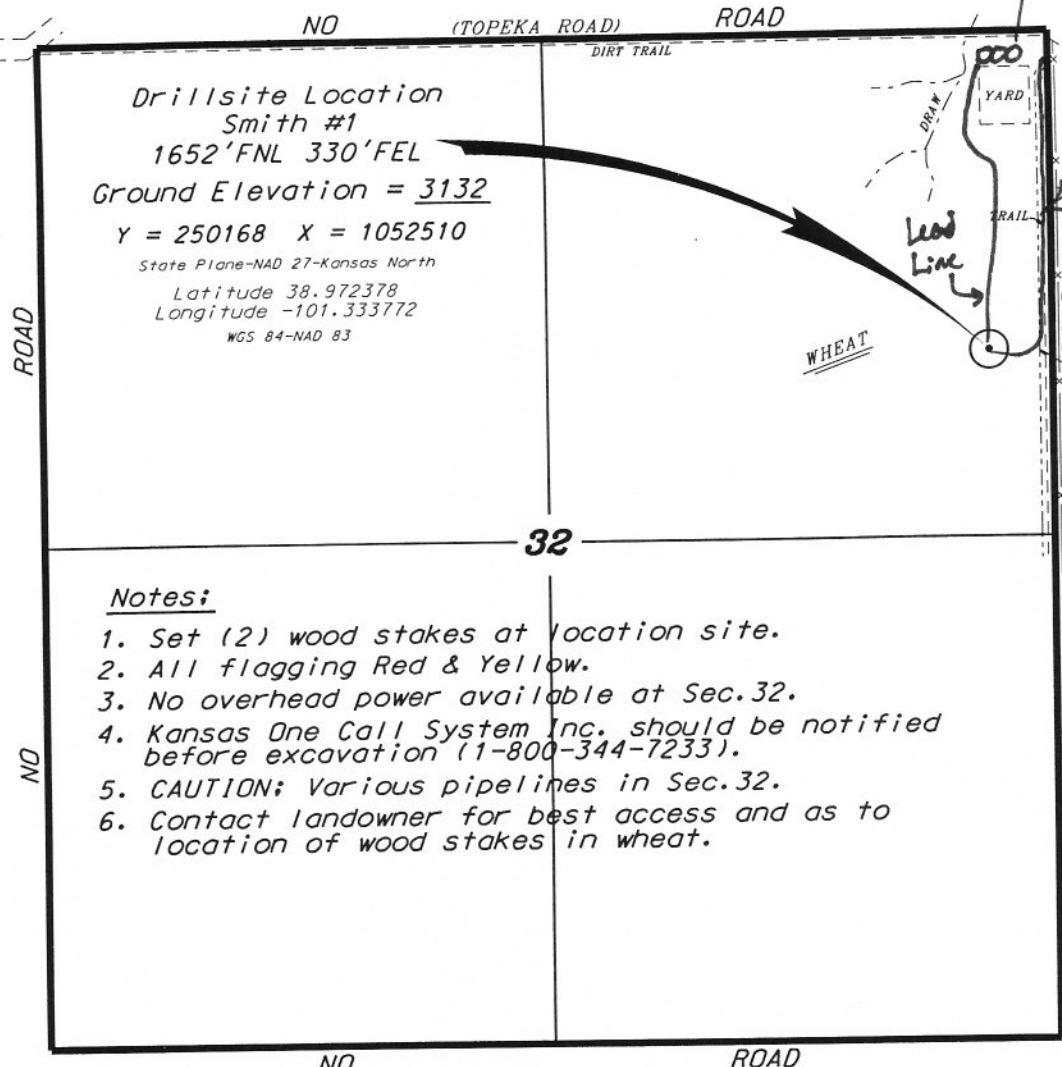 NO (TOPEKA ROAD) ROAD
DIRT TRAIL
Drillsite Location
Smith #1
1652'FNL 330'FEL
Ground Elevation = 3132
Y = 250168 X = 1052510
State Plane-NAD 27-Kansas North
Latitude 38.972378
Longitude -101.333772
WGS 84-NAD 83
YARD
DRAW
TRAIL
Lead
Line
WHEAT
ROAD
NO
32
Notes:
1. Set (2) wood stakes at location site.
2. All flagging Red & Yellow.
3. No overhead power available at Sec.32.
4. Kansas One Call System Inc. should be notified
before excavation (1-800-344-7233).
5. CAUTION: Various pipelines in Sec.32.
6. Contact landowner for best access and as to
location of wood stakes in wheat.
NO ROAD